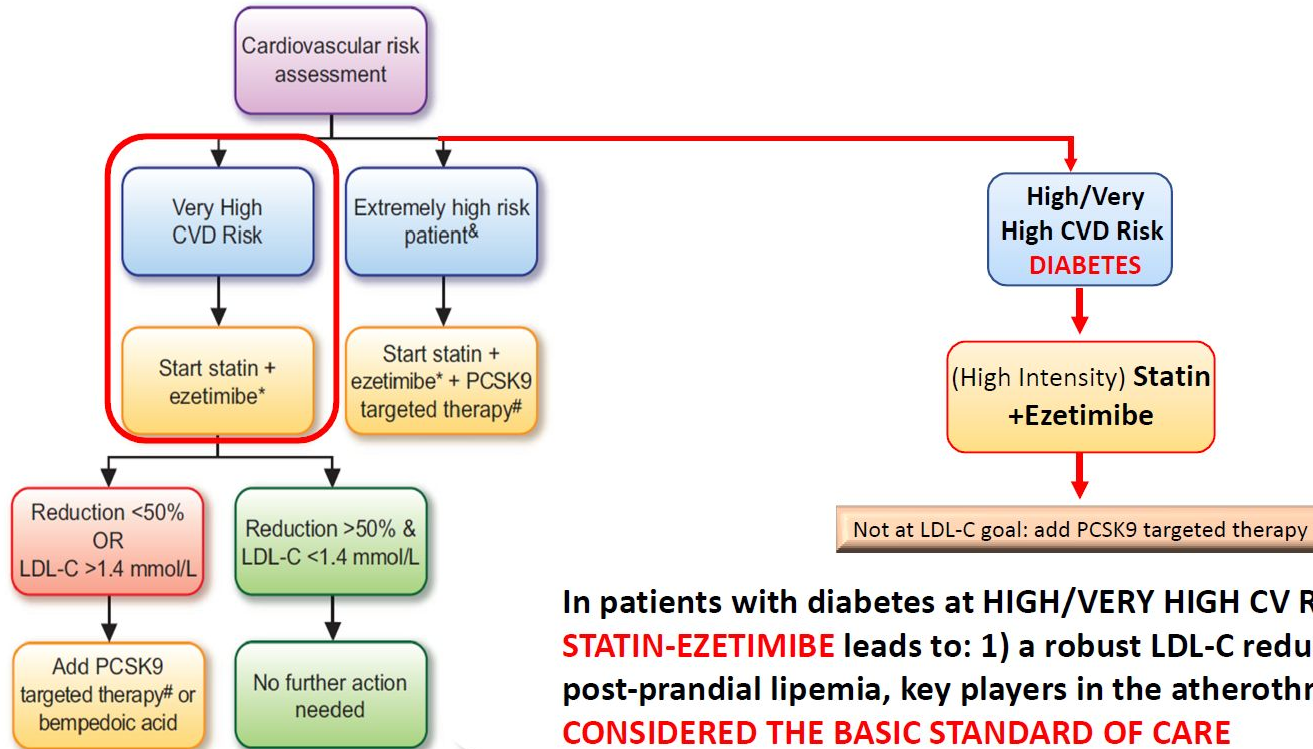 Cardiovascular risk
assessment
Very High
CVD Risk
Extremely high risk
patient&
High/Very
High CVD Risk
DIABETES
Start statin +
ezetimibe*
Start statin +
ezetimibe* + PCSK9
targeted therapy#
(High Intensity) Statin
+Ezetimibe
Reduction <50%
OR
LDL-C >1.4 mmol/L
Reduction >50% &
LDL-C <1.4 mmol/L
Not at LDL-C goal: add PCSK9 targeted therapy
Add PCSK9
targeted therapy# or
bempedoic acid
No further action
needed
In patients with diabetes at HIGH/VERY HIGH CV R
STATIN-EZETIMIBE leads to: 1) a robust LDL-C redu
post-prandial lipemia, key players in the atherothr
CONSIDERED THE BASIC STANDARD OF CARE